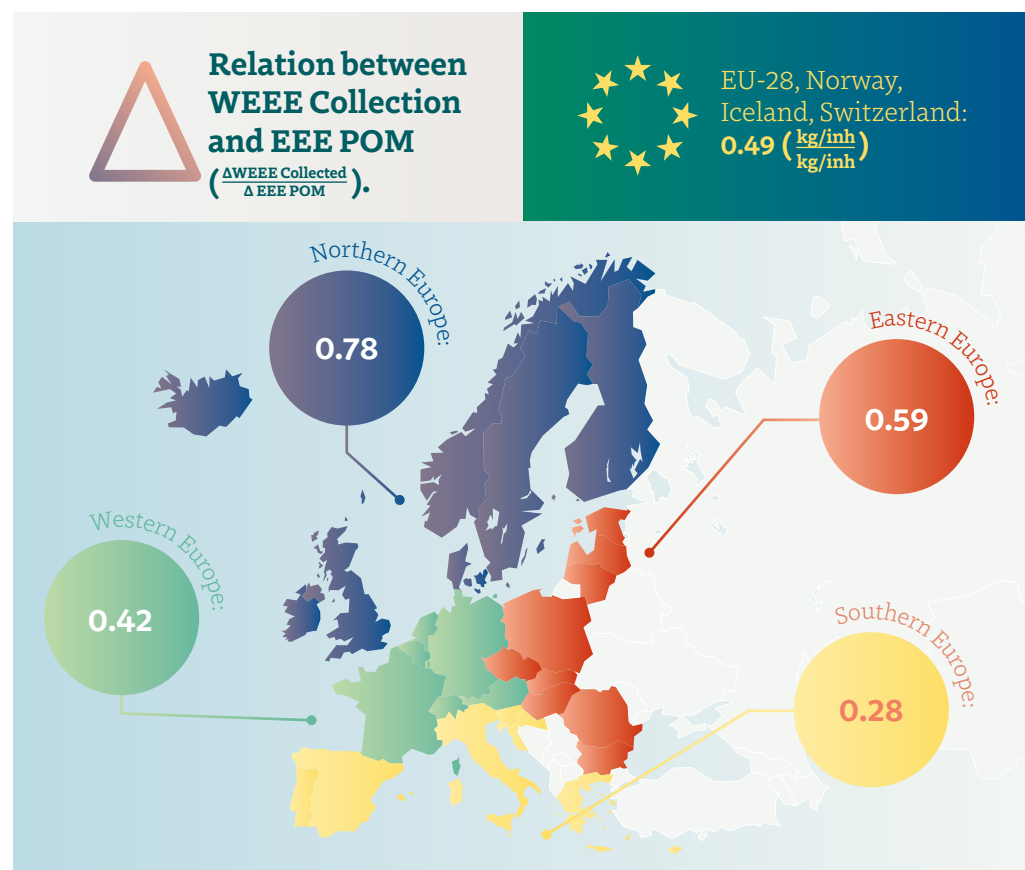 Relation between
WEEE Collection
and EEE POM
(ΔWEEE Collected
Δ EEE POM).
EU-28, Norway,
Iceland, Switzerland:
0.49 (kg/inh
kg/inh)
Northern Europe:
0.78
Eastern Europe:
0.59
Western Europe:
0.42
Southern Europe:
0.28